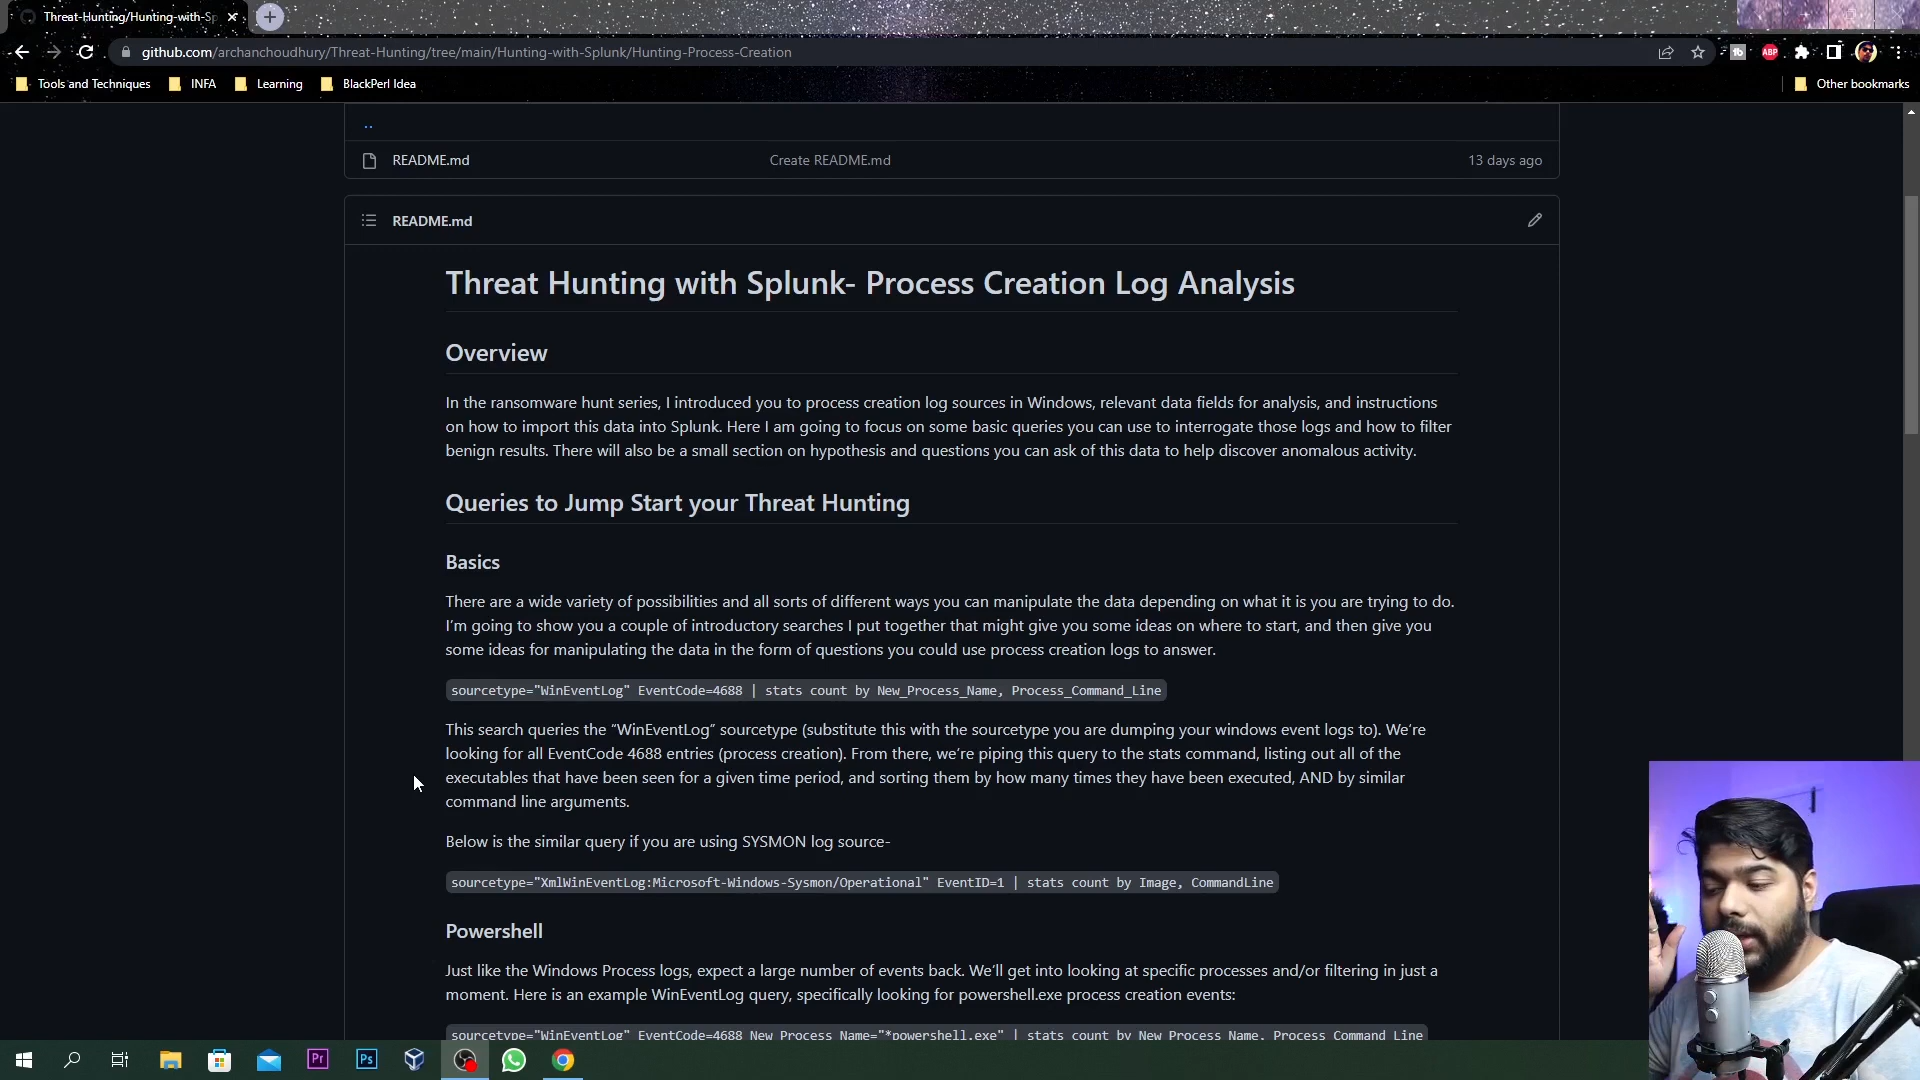 Threat-Hunting/Hunting-with-Sp
github.com/archanchoudhury/Threat-Hunting/tree/main/Hunting-with-Splunk/Hunting-Process-Creation
Tools and Techniques
INFA
Learning
BlackPerl Idea
Other bookmarks
..
README.md
Create README.md
13 days ago
README.md
Threat Hunting with Splunk- Process Creation Log Analysis
Overview
In the ransomware hunt series, I introduced you to process creation log sources in Windows, relevant data fields for analysis, and instructions
on how to import this data into Splunk. Here I am going to focus on some basic queries you can use to interrogate those logs and how to filter
benign results. There will also be a small section on hypothesis and questions you can ask of this data to help discover anomalous activity.
Queries to Jump Start your Threat Hunting
Basics
There are a wide variety of possibilities and all sorts of different ways you can manipulate the data depending on what it is you are trying to do.
I'm going to show you a couple of introductory searches I put together that might give you some ideas on where to start, and then give you
some ideas for manipulating the data in the form of questions you could use process creation logs to answer.
sourcetype="WinEventLog" EventCode=4688 | stats count by New_Process_Name, Process_Command_Line
This search queries the “WinEventLog” sourcetype (substitute this with the sourcetype you are dumping your windows event logs to). We're
looking for all EventCode 4688 entries (process creation). From there, we're piping this query to the stats command, listing out all of the
executables that have been seen for a given time period, and sorting them by how many times they have been executed, AND by similar
command line arguments.
Below is the similar query if you are using SYSMON log source-
sourcetype="XmlWinEventLog:Microsoft-Windows-Sysmon/Operational" EventID=1 | stats count by Image, CommandLine
Powershell
Just like the Windows Process logs, expect a large number of events back. We'll get into looking at specific processes and/or filtering in just a
moment. Here is an example WinEventLog query, specifically looking for powershell.exe process creation events:
sourcetype="WinEventLog" EventCode=4688 New_Process_Name="*powershell.exe" | stats count by New_Process_Name, Process_Command_Line
ABP
Pr
Ps